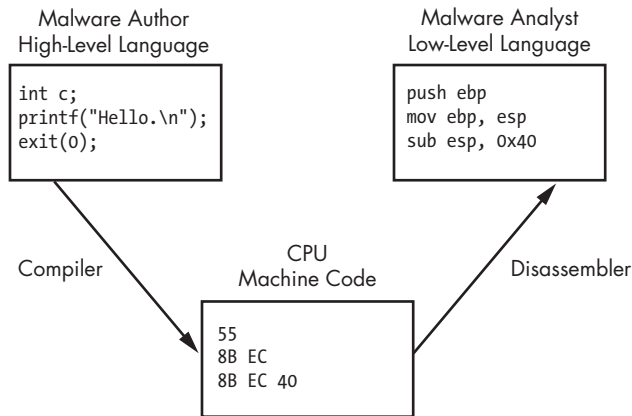 Malware Author
High-Level Language
int c;
printf("Hello.\n");
exit(0);
Malware Analyst
Low-Level Language
push ebp
mov ebp, esp
sub esp, 0x40
Compiler
CPU
Machine Code
Disassembler
55
8B EC
8B EC 40